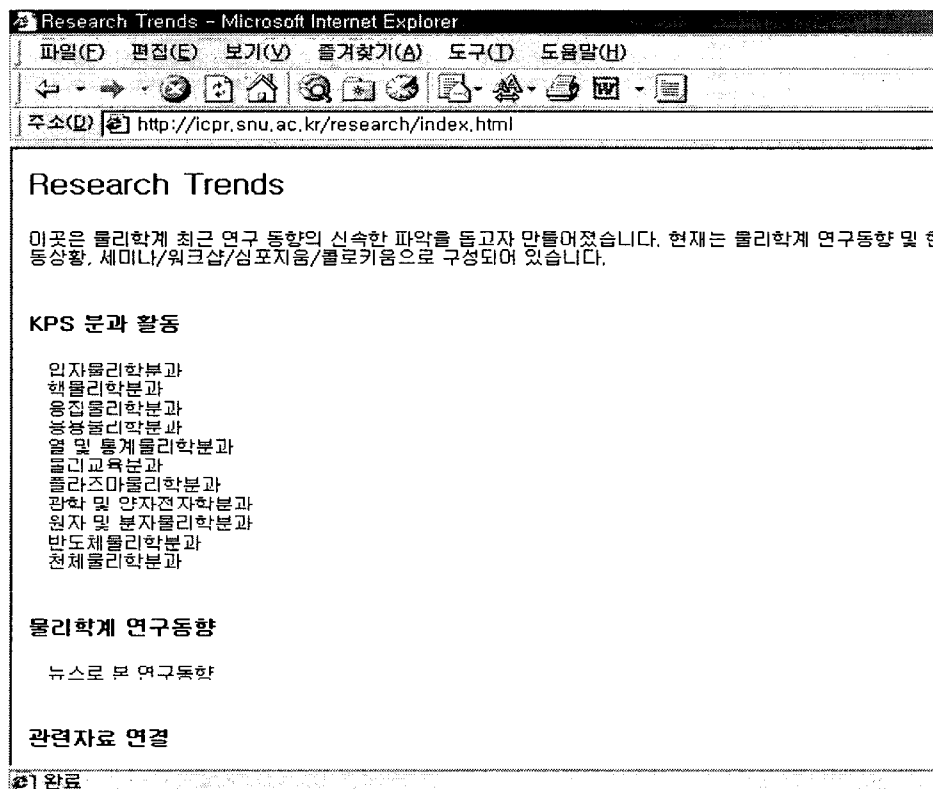 Research Trends - Microsoft Internet Explorer
파일(F) 편집(E) 보기(V) 즐겨찾기(A) 도구(T) 도움말(H)
주소(D) http://icpr.snu.ac.kr/research/index.html
Research Trends
이곳은 물리학계 최근 연구 동향의 신속한 파악을 돕고자 만들어졌습니다. 현재는 물리학계 연구동향 및
동상황, 세미나/워크샵/심포지움/콜로키움으로 구성되어 있습니다.
KPS 분과 활동
입자물리학분과
핵물리학분과
응집물리학분과
응용물리학분과
열 및 통계물리학분과
물리교육분과
플라즈마물리학분과
광학 및 양자전자학분과
원자 및 분자물리학분과
반도체물리학분과
천체물리학분과
물리학계 연구동향
뉴스로 본 연구동향
관련자료 연결
완료